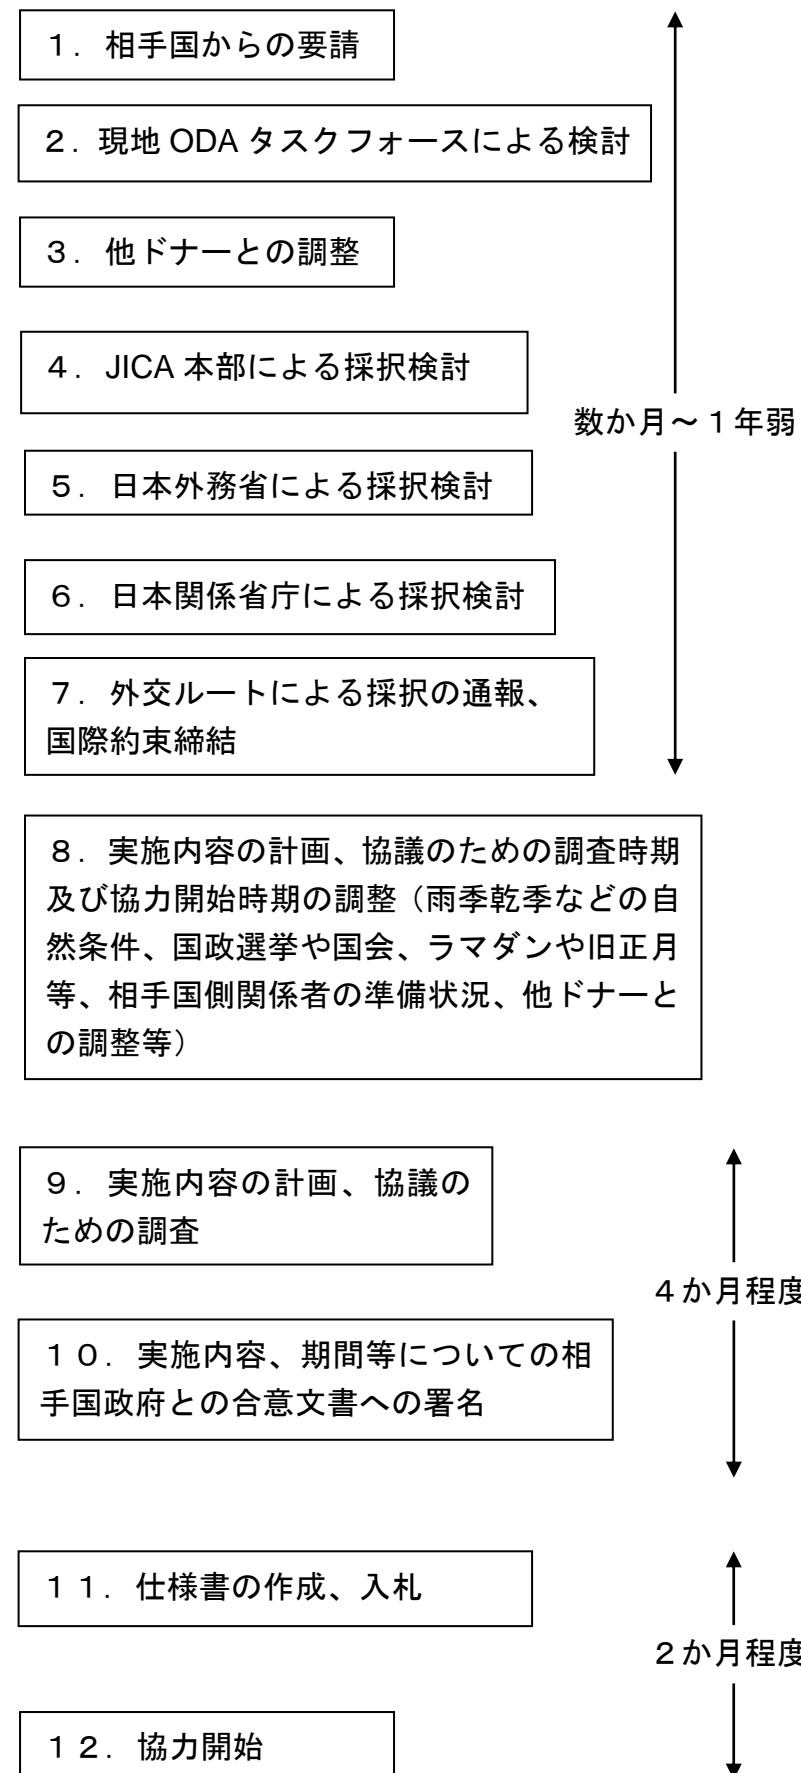 １．相手国からの要請
２．現地 ODA タスクフォースによる検討
３．他ドナーとの調整
４．JICA 本部による採択検討
数か月～１年弱
５．日本外務省による採択検討
６．日本関係省庁による採択検討
７．外交ルートによる採択の通報、
国際約束締結
８．実施内容の計画、協議のための調査時期
及び協力開始時期の調整（雨季乾季などの自
然条件、国政選挙や国会、ラマダンや旧正月
等、相手国側関係者の準備状況、他ドナーと
の調整等）
９．実施内容の計画、協議の
ための調査
４か月程度
１０．実施内容、期間等についての相
手国政府との合意文書への署名
１１．仕様書の作成、入札
２か月程度
１２．協力開始